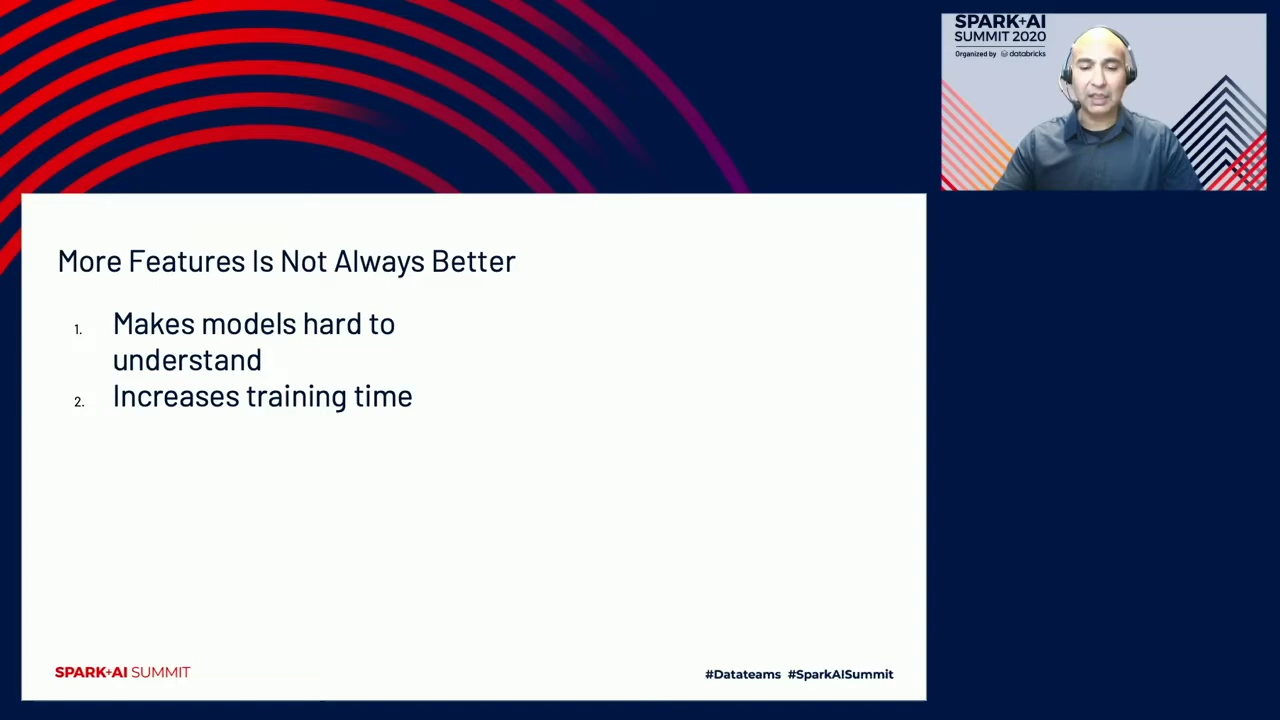 SPARK+AI
SUMMIT 2020
Organized by databricks
More Features Is Not Always Better
1. Makes models hard to
understand
2. Increases training time
SPARK+AI SUMMIT
#Datateams #SparkAISummit